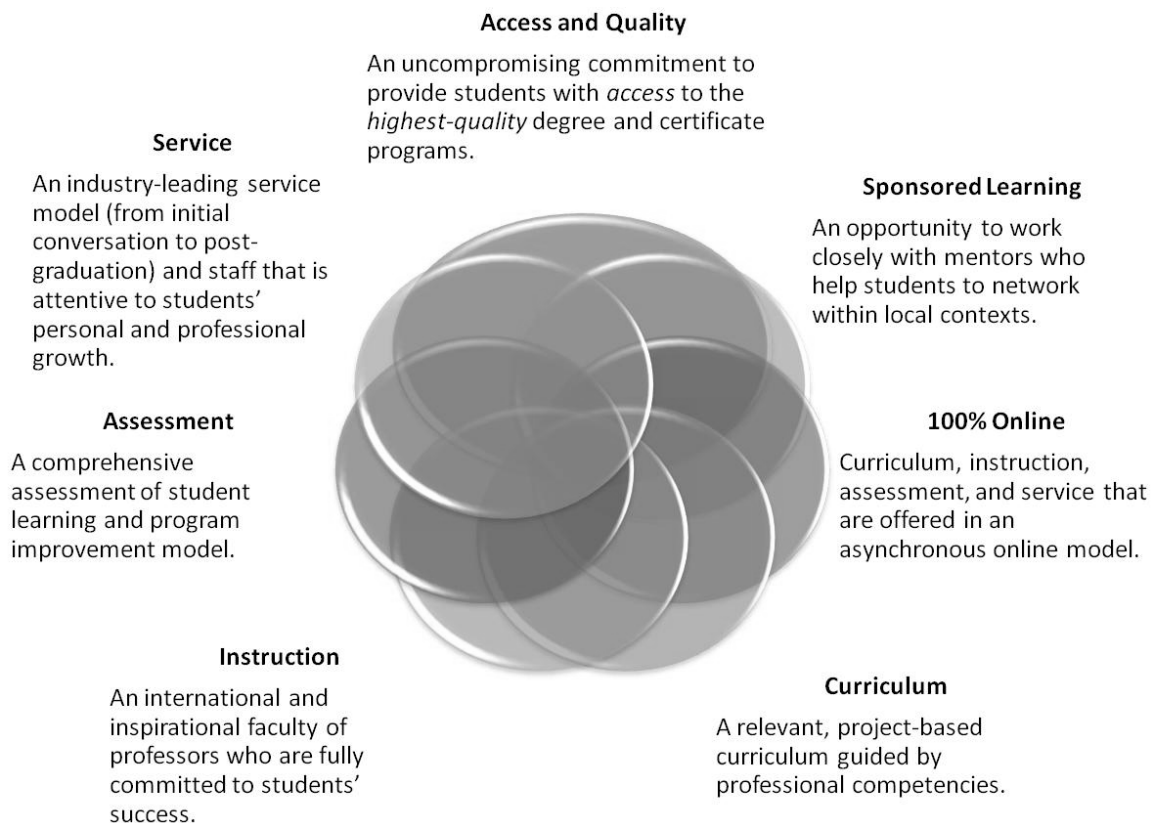 Access and Quality
An uncompromising commitment to
provide students with access to the
highest-quality degree and certificate
programs.
Service
An industry-leading service
model (from initial
conversation to post-
graduation) and staff that is
attentive to students’
personal and professional
growth.
Sponsored Learning
An opportunity to work
closely with mentors who
help students to network
within local contexts.
Assessment
A comprehensive
assessment of student
learning and program
improvement model.
100% Online
Curriculum, instruction,
assessment, and service that
are offered in an
asynchronous online model.
Instruction
An international and
inspirational faculty of
professors who are fully
committed to students’
success.
Curriculum
A relevant, project-based
curriculum guided by
professional competencies.